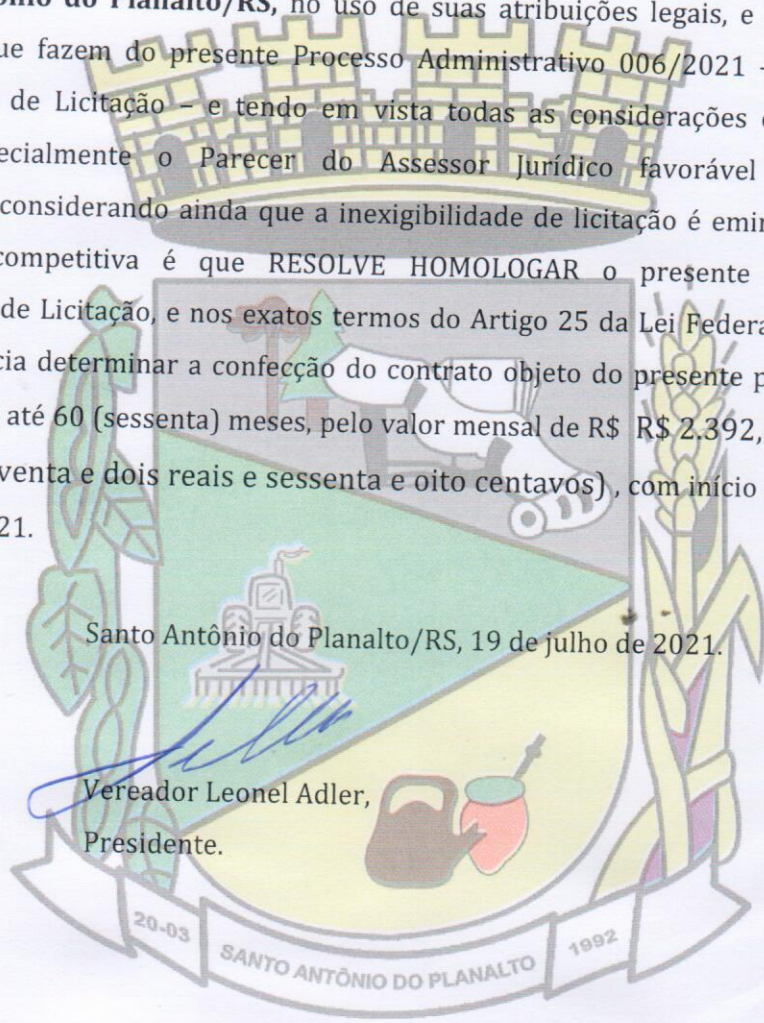 ônio do Planalto/RS, no uso de suas atribuições legais, e
ue fazem do presente Processo Administrativo 006/2021 –
de Licitação – e tendo em vista todas as considerações
ecialmente o Parecer do Assessor Jurídico favorável
considerando ainda que a inexigibilidade de licitação é emin
competitiva é que RESOLVE HOMOLOGAR o presente
de Licitação, e nos exatos termos do Artigo 25 da Lei Federa
cia determinar a confecção do contrato objeto do presente p
até 60 (sessenta) meses, pelo valor mensal de R$ R$ 2.392,
venta e dois reais e sessenta e oito centavos) , com início
21.
Santo Antônio do Planalto/RS, 19 de julho de 2021.
Vereador Leonel Adler,
Presidente.
20-03 SANTO ANTÔNIO DO PLANALTO 1992